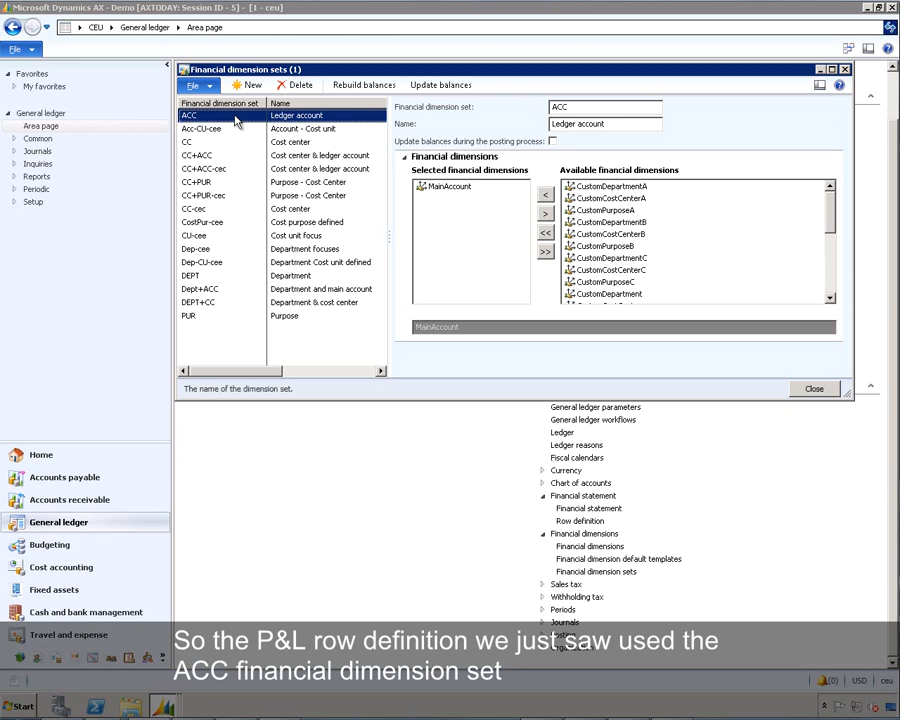 Microsoft Dynamics AX - Demo [AXTODAY: Session ID - 5] - [1 - ceu]
CEU ▸ General ledger ▸ Area page
File
Favorites
My favorites
General ledger
Area page
Common
Journals
Inquiries
Reports
Periodic
Setup
Home
Accounts payable
Accounts receivable
General ledger
Budgeting
Cost accounting
Fixed assets
Cash and bank management
Travel and expense
Financial dimension sets (1)
File New Delete Rebuild balances Update balances
Financial dimension set Name
ACC Ledger account
Acc-CU-cee Account - Cost unit
CC Cost center
CC+ACC Cost center & ledger account
CC+ACC-cec Cost center & ledger account
CC+PUR Purpose - Cost Center
CC+PUR-cec Purpose - Cost Center
CC-cec Cost center
CostPur-cee Cost purpose defined
CU-cee Cost unit focus
Dep-cee Department focuses
Dep-CU-cee Department Cost unit defined
DEPT Department
Dept+ACC Department and main account
DEPT+CC Department & cost center
PUR Purpose
Financial dimension set: ACC
Name: Ledger account
Update balances during the posting process:
Financial dimensions
Selected financial dimensions Available financial dimensions
MainAccount
< 
>
<<
>>
CustomDepartmentA
CustomCostCenterA
CustomPurposeA
CustomDepartmentB
CustomCostCenterB
CustomPurposeB
CustomDepartmentC
CustomCostCenterC
CustomPurposeC
CustomDepartment
MainAccount
The name of the dimension set.
Close
General ledger parameters
General ledger workflows
Ledger
Ledger reasons
Fiscal calendars
Currency
Chart of accounts
Financial statement
Financial statement
Row definition
Financial dimensions
Financial dimensions
Financial dimension default templates
Financial dimension sets
Sales tax
Withholding tax
Periods
Journals
So the P&L row definition we just saw used the
ACC financial dimension set
(0) USD ceu
Start